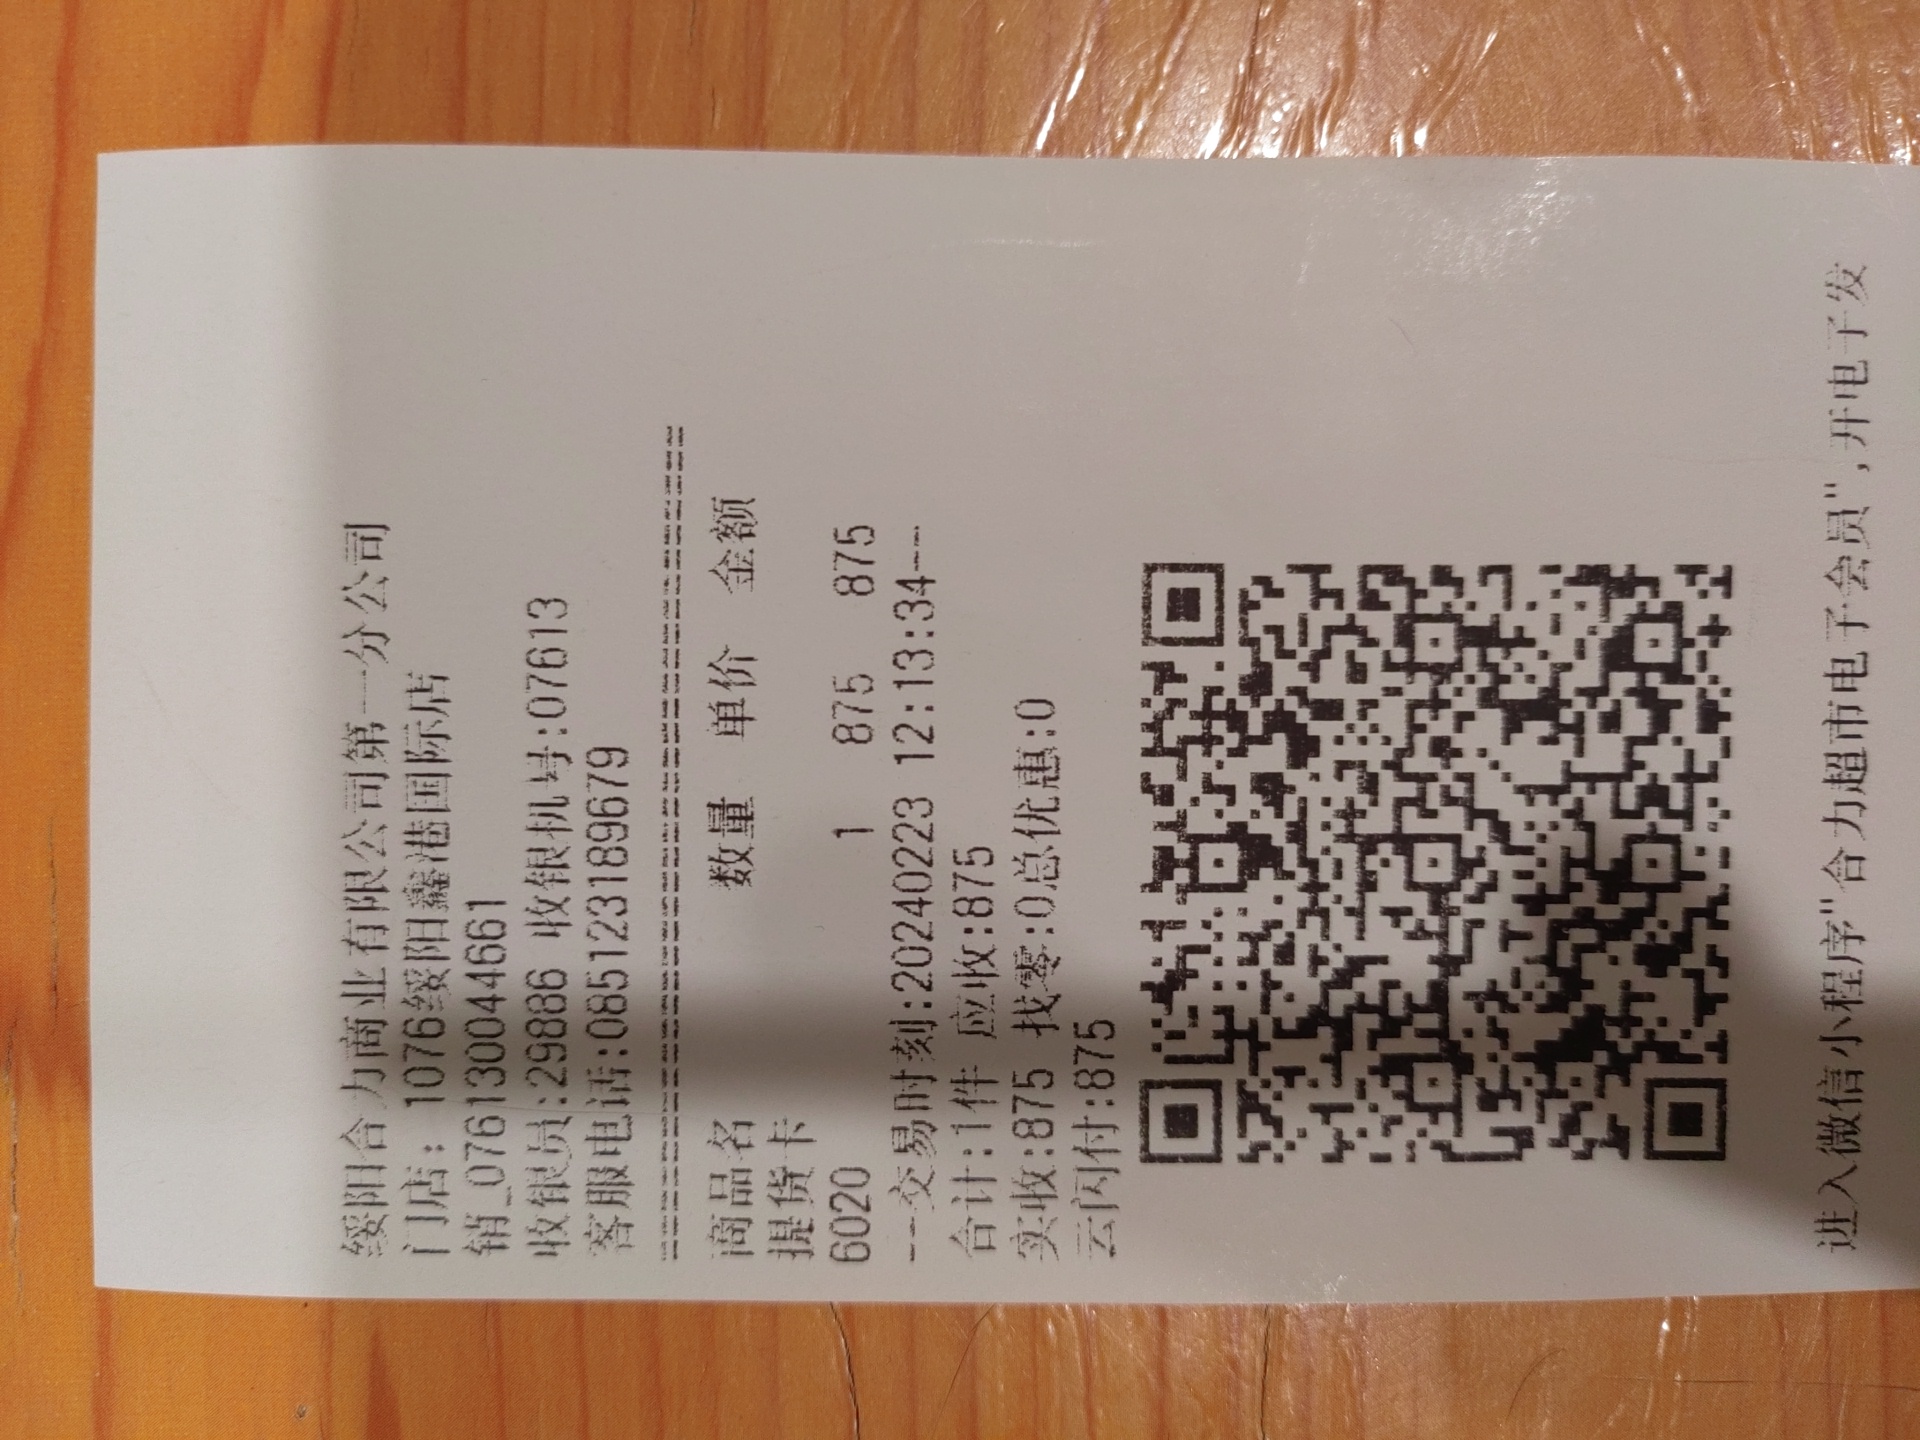 绥阳合力商业有限公司第一分公司
门店: 1076绥阳鑫港国际店
销_076130044661
收银员:29886 收银机号:07613
客服电话:085123189679
================================
商品名 数量 单价 金额
提货卡
6020 1 875 875
--交易时刻:20240223 12:13:34--
合计:1件 应收:875
实收:875 找零:0总优惠:0
云闪付:875
进入微信小程序"合力超市电子会员",开电子发